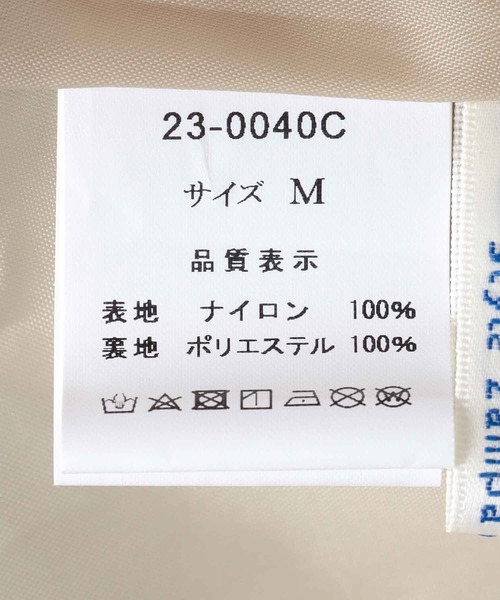 23-0040C
サイズ M
品質表示
表地 ナイロン 100%
裏地 ポリエステル 100%